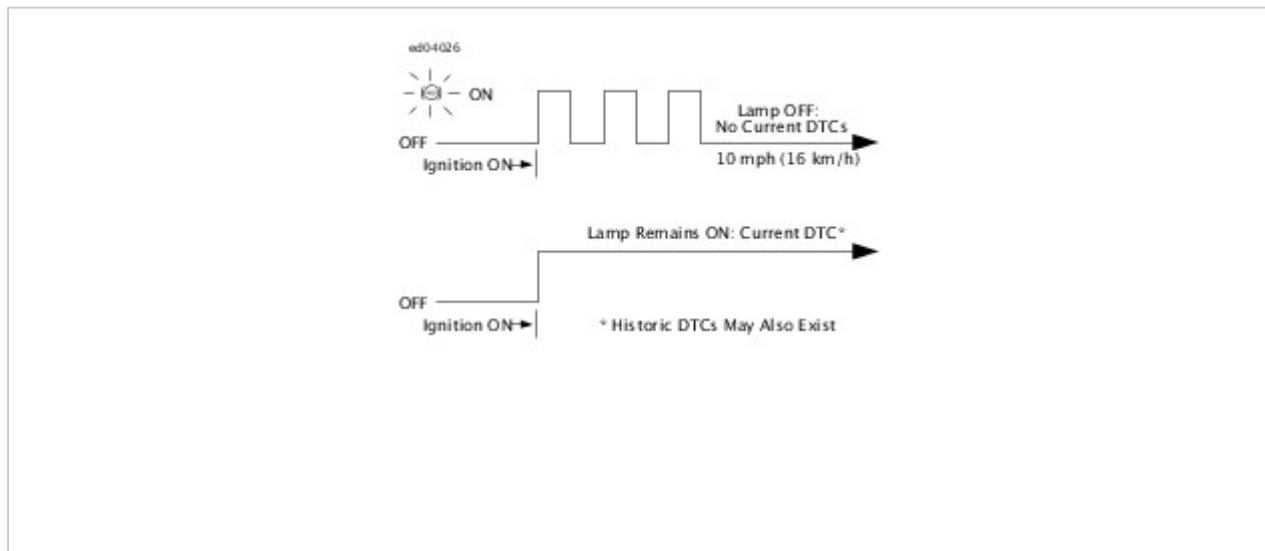 ed04026
ON
OFF
Lamp OFF:
No Current DTCs
Ignition ON
10 mph (16 km/h)
Lamp Remains ON: Current DTC*
OFF
Ignition ON
* Historic DTCs May Also Exist